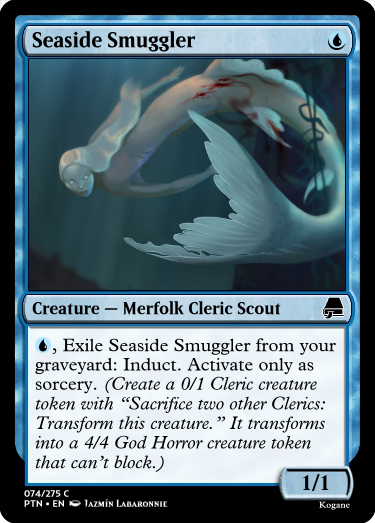 Seaside Smuggler
Creature — Merfolk Cleric Scout
, Exile Seaside Smuggler from your
graveyard: Induct. Activate only as
sorcery. (Create a 0/1 Cleric creature
token with “Sacrifice two other Clerics:
Transform this creature.” It transforms
into a 4/4 God Horror creature token
that can’t block.)
1/1
074/275 C
PTN • EN Jazmín Labaronnie
Kogane